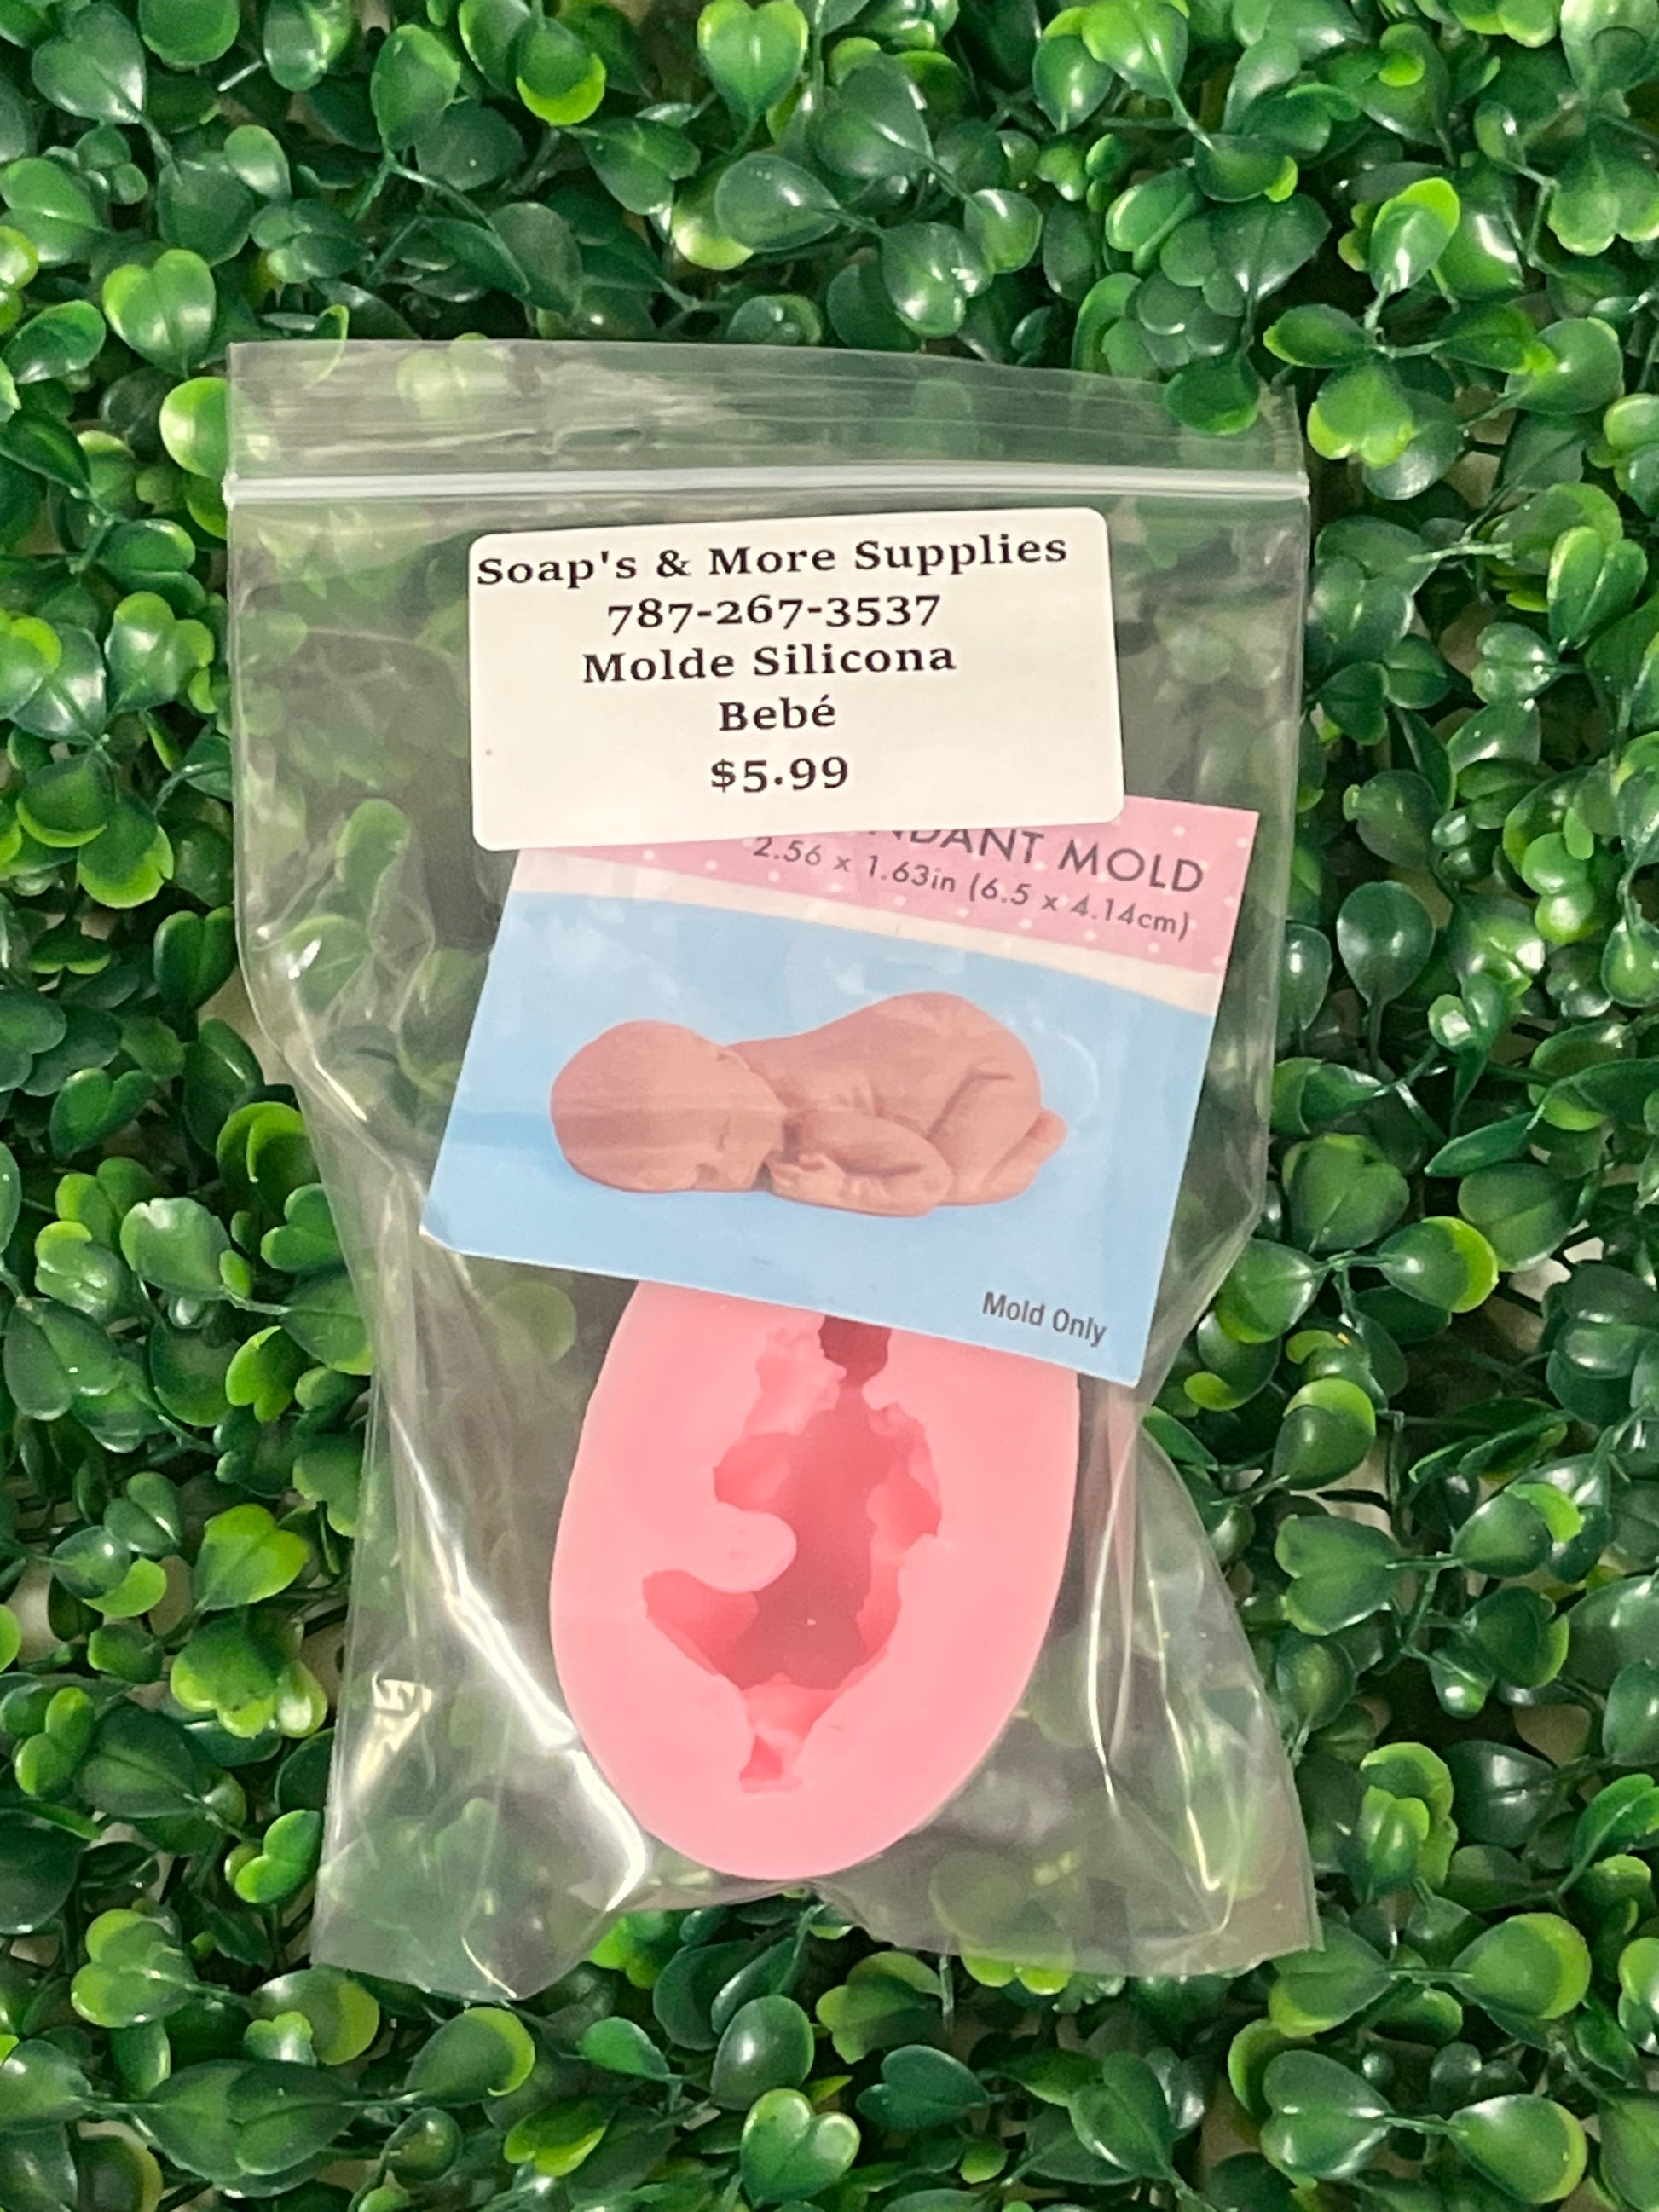 Soap's & More Supplies
787-267-3537
Molde Silicona
Bebé
$5.99
MOLD
2.56 x 1.63in (6.5 x 4.14cm)
Mold Only